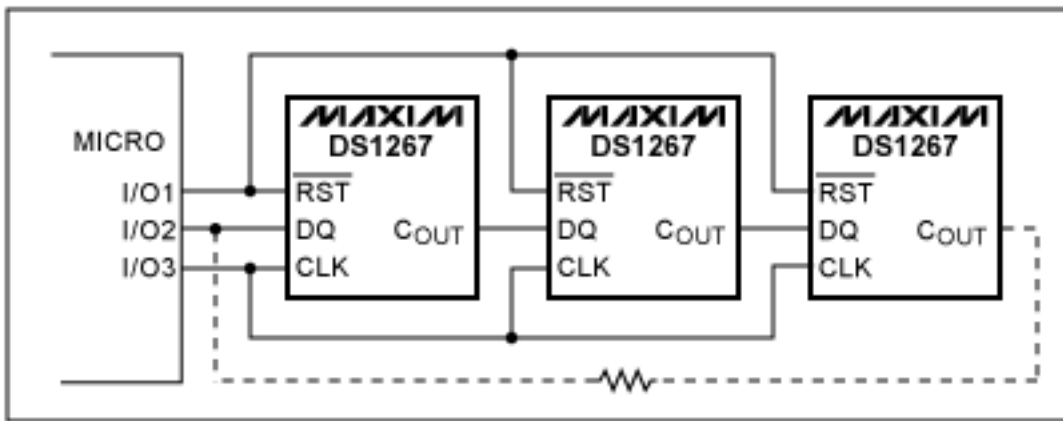 MICRO
I/O1
I/O2
I/O3
MAXIM
DS1267
RST
DQ
COUT
CLK
MAXIM
DS1267
RST
DQ
COUT
CLK
MAXIM
DS1267
RST
DQ
COUT
CLK